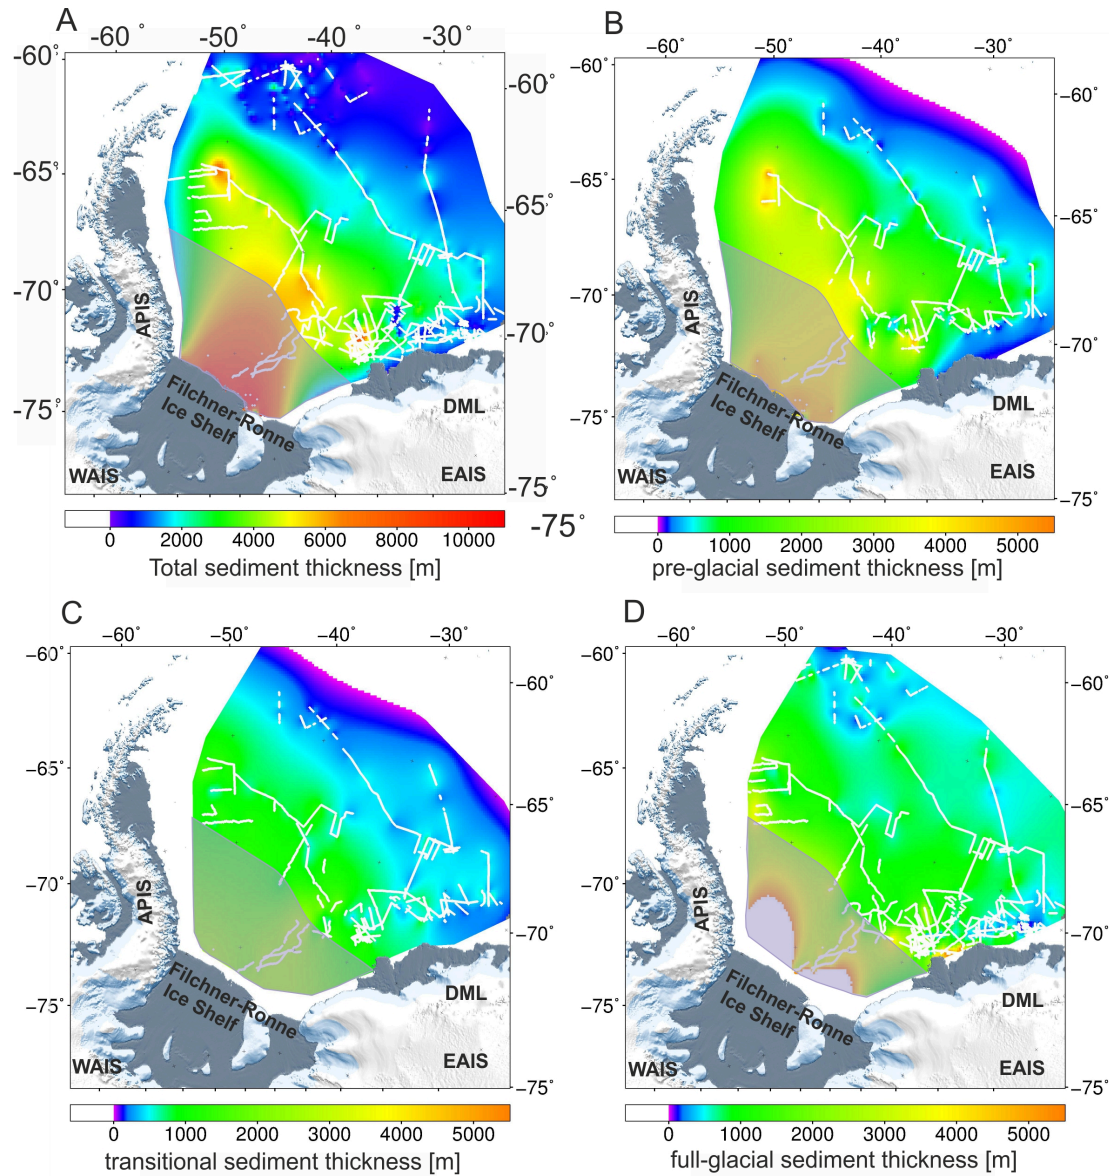 A
-60° -50° -40° -30°
-60°
-65°
-70°
-75°
-60°
-65°
-70°
-75°
APIS
Filchner-Ronne
Ice Shelf
DML
WAIS
EAIS
0 2000 4000 6000 8000 10000
Total sediment thickness [m]
-75°
B
−60° −50° −40° −30°
−60°
−65°
−70°
−75°
−60°
−65°
−70°
−75°
APIS
Filchner-Ronne
Ice Shelf
DML
WAIS
EAIS
0 1000 2000 3000 4000 5000
pre-glacial sediment thickness [m]
C
−60° −50° −40° −30°
−60°
−65°
−70°
−75°
−60°
−65°
−70°
−75°
APIS
Filchner-Ronne
Ice Shelf
DML
WAIS
EAIS
0 1000 2000 3000 4000 5000
transitional sediment thickness [m]
D
−60° −50° −40° −30°
−60°
−65°
−70°
−75°
−60°
−65°
−70°
−75°
APIS
Filchner-Ronne
Ice Shelf
DML
WAIS
EAIS
0 1000 2000 3000 4000 5000
full-glacial sediment thickness [m]